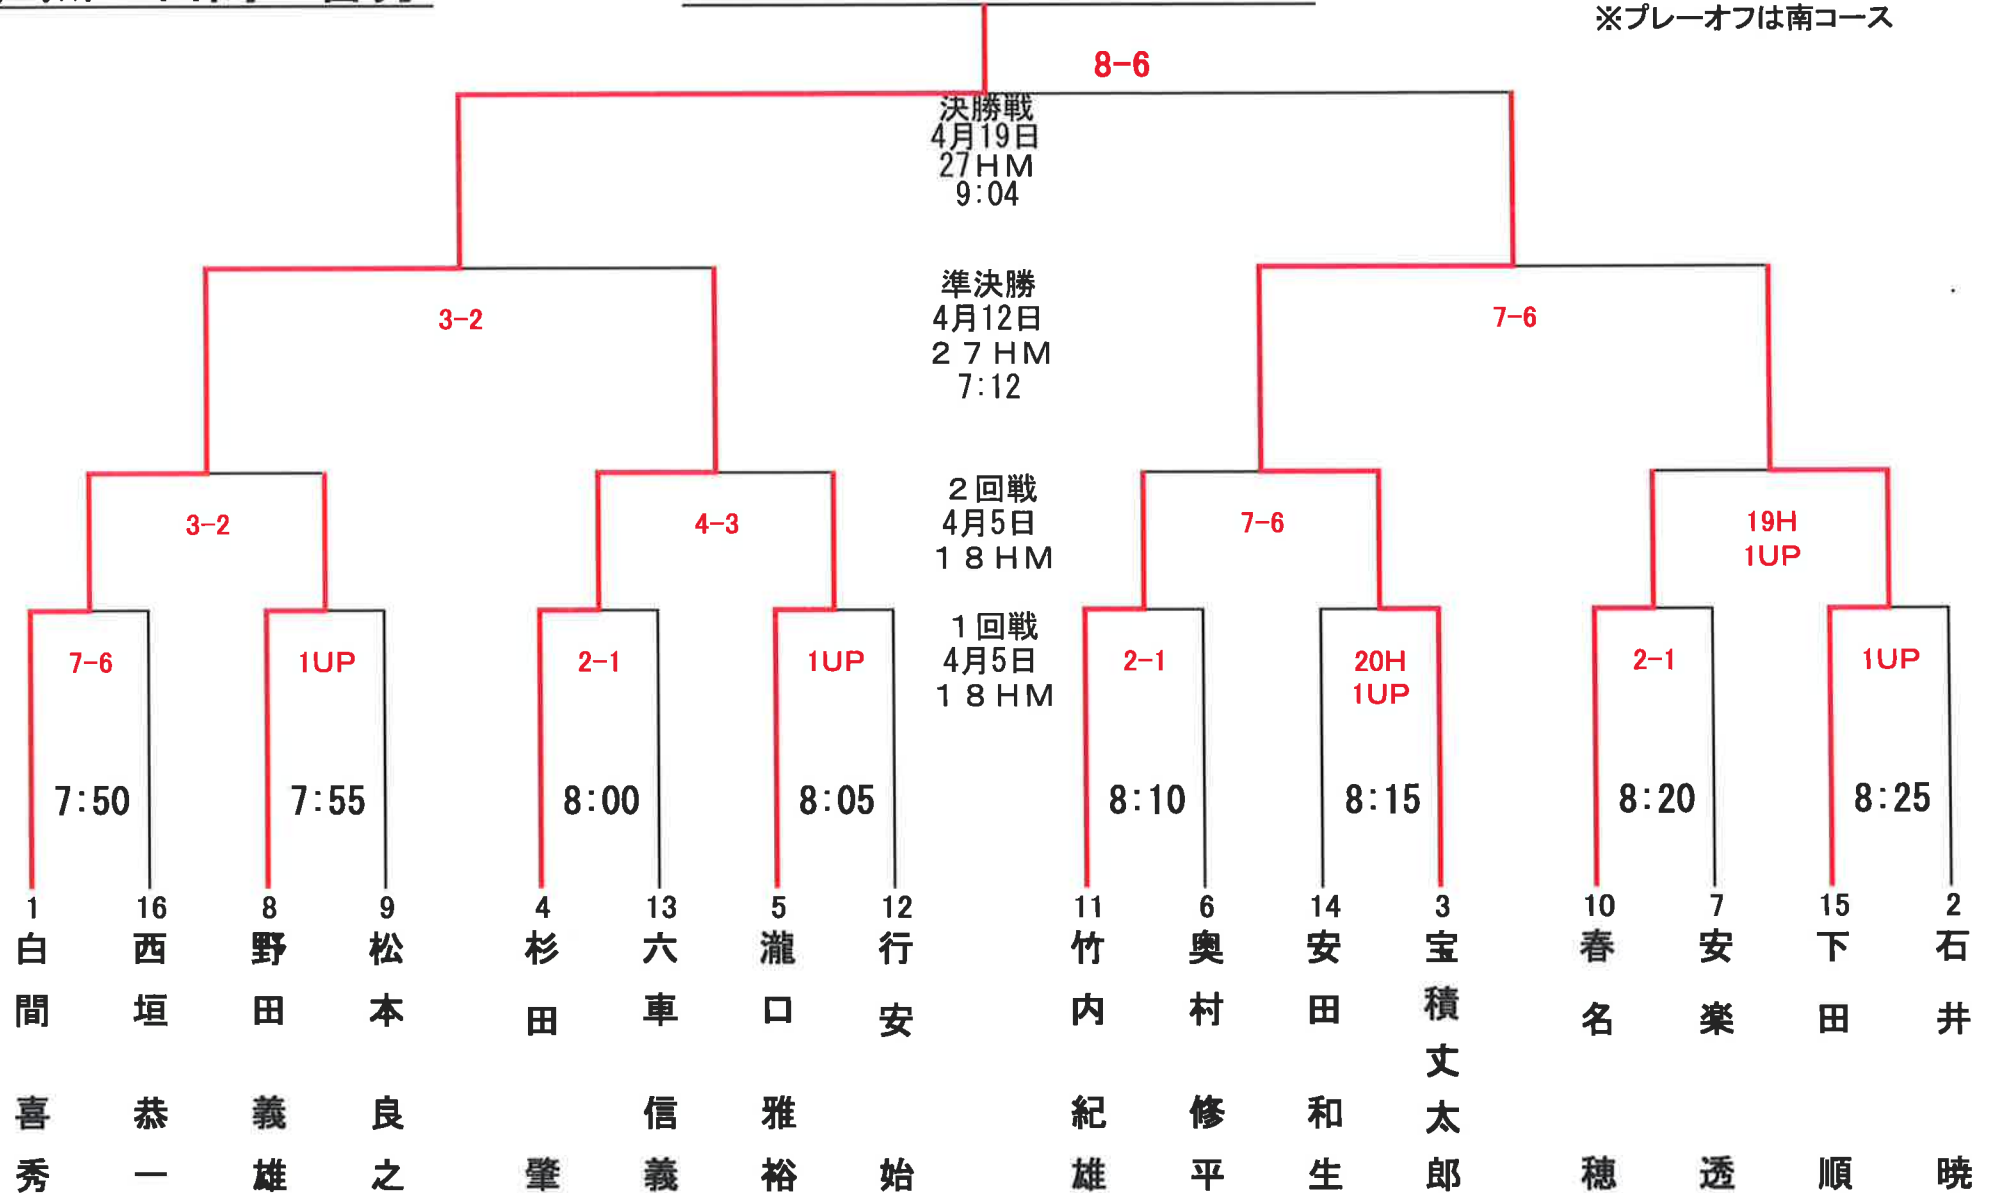 ※プレーオフは南コース
8-6
決勝戦
4月19日
27HM
9:04
3-2
準決勝
4月12日
27HM
7:12
7-6
3-2
4-3
2回戦
4月5日
18HM
7-6
19H
1UP
7-6
1UP
2-1
1UP
1回戦
4月5日
18HM
2-1
20H
1UP
2-1
1UP
7:50
7:55
8:00
8:05
8:10
8:15
8:20
8:25
1
白間喜秀
16
西垣恭一
8
野田義雄
9
松本良之
4
杉田肇
13
六車信義
5
瀧口雅裕
12
行安始
11
竹内紀雄
6
奥村修平
14
安田和生
3
宝積丈太郎
10
春名穂
7
安楽透
15
下田順
2
石井暁